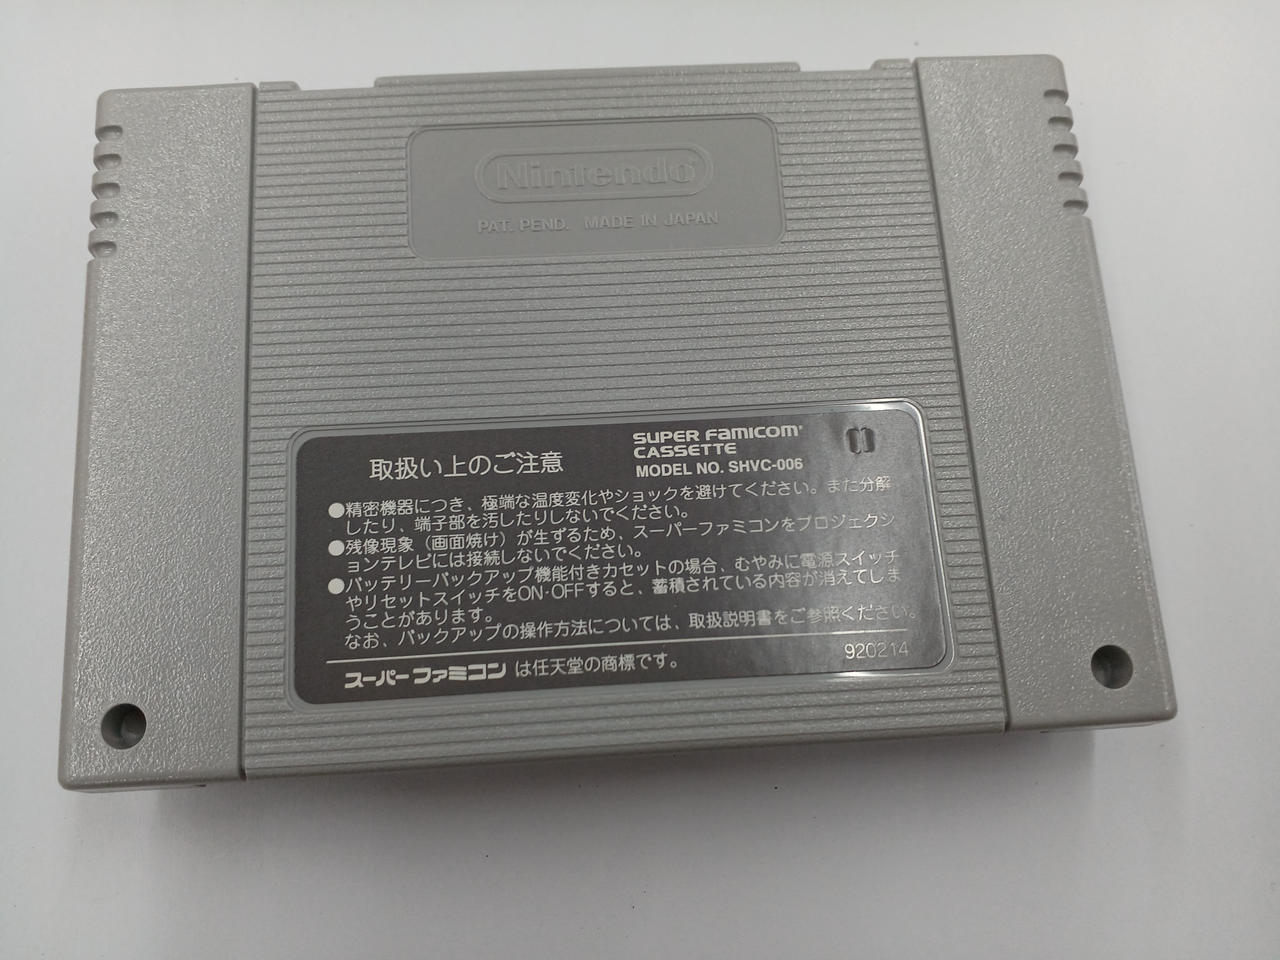 Nintendo
PAT. PEND. MADE IN JAPAN
取扱い上のご注意
SUPER FAMICOM
CASSETTE
MODEL NO. SHVC-006
●精密機器につき、極端な温度変化やショックを避けてください。また分解
したり、端子部を汚したりしないでください。
●残像現象(画面焼け)が生ずるため、スーパーファミコンをプロジェクシ
ョンテレビには接続しないでください。
●バッテリーバックアップ機能付きカセットの場合、むやみに電源スイッチ
やリセットスイッチをON・OFFすると、蓄積されている内容が消えてしま
うことがあります。
なお、バックアップの操作方法については、取扱説明書をご参照ください。
スーパーファミコン は任天堂の商標です。
920214